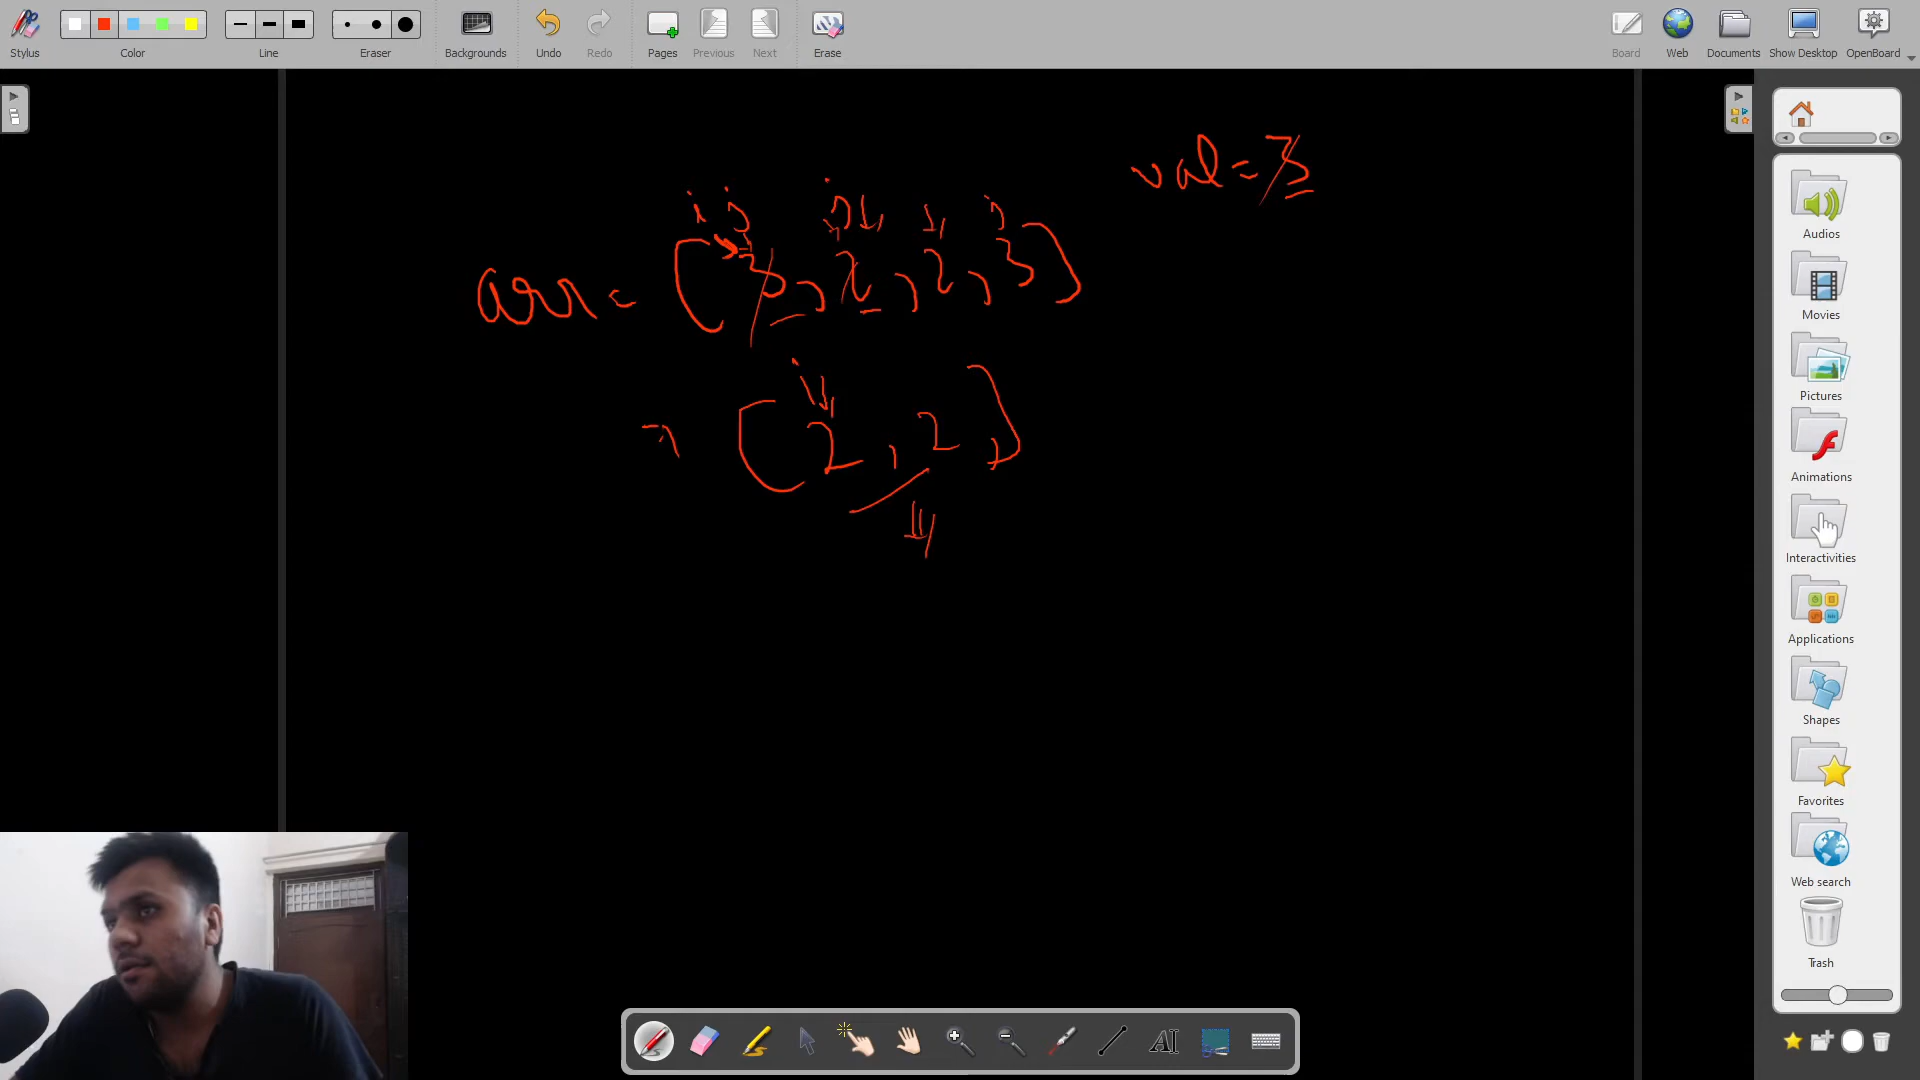 Stylus
Color
Line
Eraser
Backgrounds
Undo
Redo
Pages
Previous
Next
Erase
Board
Web
Documents
Show Desktop
OpenBoard
val = 3
i j
arr = [3, 2, 2, 3]
i
[2, 2,]
Audios
Movies
Pictures
Animations
Interactivities
Applications
Shapes
Favorites
Web search
Trash
AI